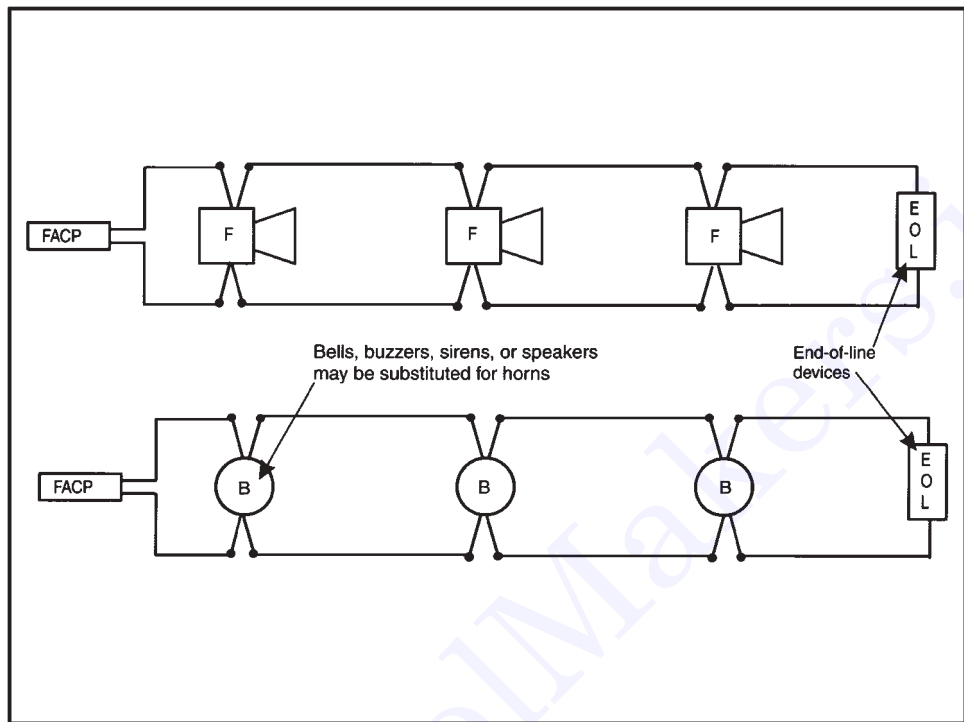 FACP
F
F
F
E
O
L
Bells, buzzers, sirens, or speakers
may be substituted for horns
End-of-line
devices
FACP
B
B
B
E
O
L